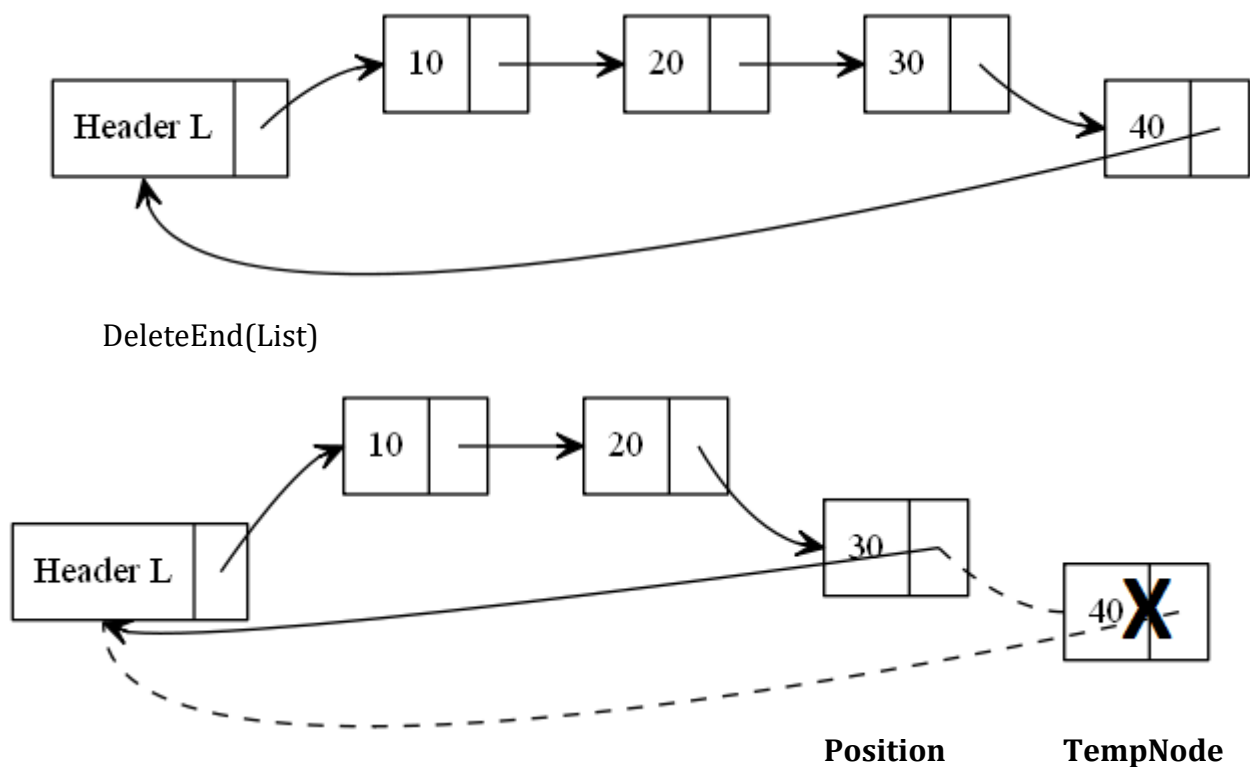 10 20 30
Header L 40
DeleteEnd(List)
10 20
30
Header L
40 X
Position TempNode